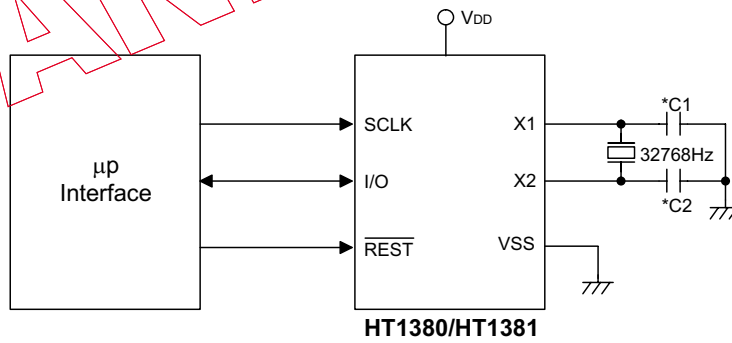 VDD
SCLK
X1
*C1
µp
Interface
32768Hz
I/O
X2
*C2
REST
VSS
HT1380/HT1381